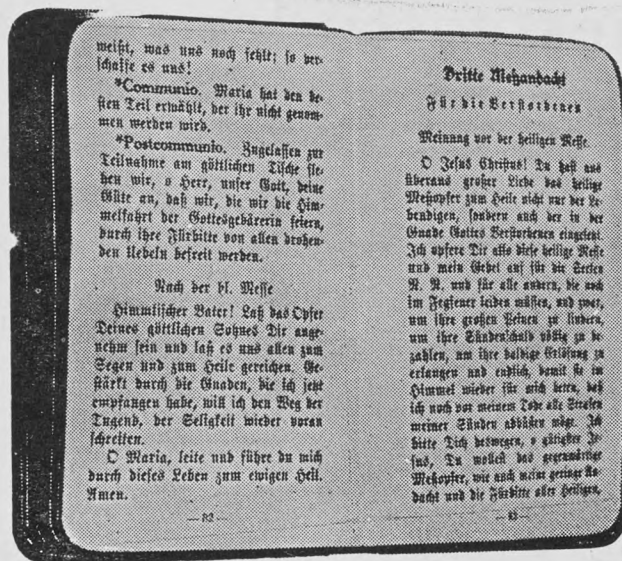 weißt, was uns noch fehlt; so ver-
schaffe es uns!
*Communio. Maria hat den be-
sten Teil erwählt, der ihr nicht genom-
men werden wird.
*Postcommunio. Zugelassen zur
Teilnahme am göttlichen Tische fle-
hen wir, o Herr, unser Gott, deine
Güte an, daß wir, die wir die Him-
melfahrt der Gottesgebärerin feiern,
durch ihre Fürbitte von allen drohen-
den Uebeln befreit werden.
Nach der hl. Messe
Himmlischer Vater! Laß das Opfer
Deines göttlichen Sohnes Dir ange-
nehm sein und laß es uns allen zum
Segen und zum Heile gereichen. Ge-
stärkt durch die Gnaden, die ich jetzt
empfangen habe, will ich den Weg der
Tugend, der Seligkeit wieder voran
schreiten.
O Maria, leite und führe du mich
durch dieses Leben zum ewigen Heil.
Amen.
— 82 —
Dritte Meßandacht
Für die Verstorbenen
Meinung vor der heiligen Messe.
O Jesus Christus! Du hast aus
überaus großer Liebe das heilige
Meßopfer zum Heile nicht nur der Le-
bendigen, sondern auch der in der
Gnade Gottes Verstorbenen eingesetzt.
Ich opfere Dir also diese heilige Messe
und mein Gebet auf für die Seelen
N. N. und für alle andern, die noch
im Fegfeuer leiden müssen, und zwar,
um ihre großen Peinen zu lindern,
um ihre Sündenschuld völlig zu be-
zahlen, um ihre baldige Erlösung zu
erlangen und endlich, damit sie im
Himmel wieder für mich beten, daß
ich noch vor meinem Tode alle Strafen
meiner Sünden abbüßen möge. Ich
bitte Dich deswegen, o gütigster Je-
sus, Du wollest das gegenwärtige
Meßopfer, wie auch meine geringe An-
dacht und die Fürbitte aller Heiligen,
— 83 —